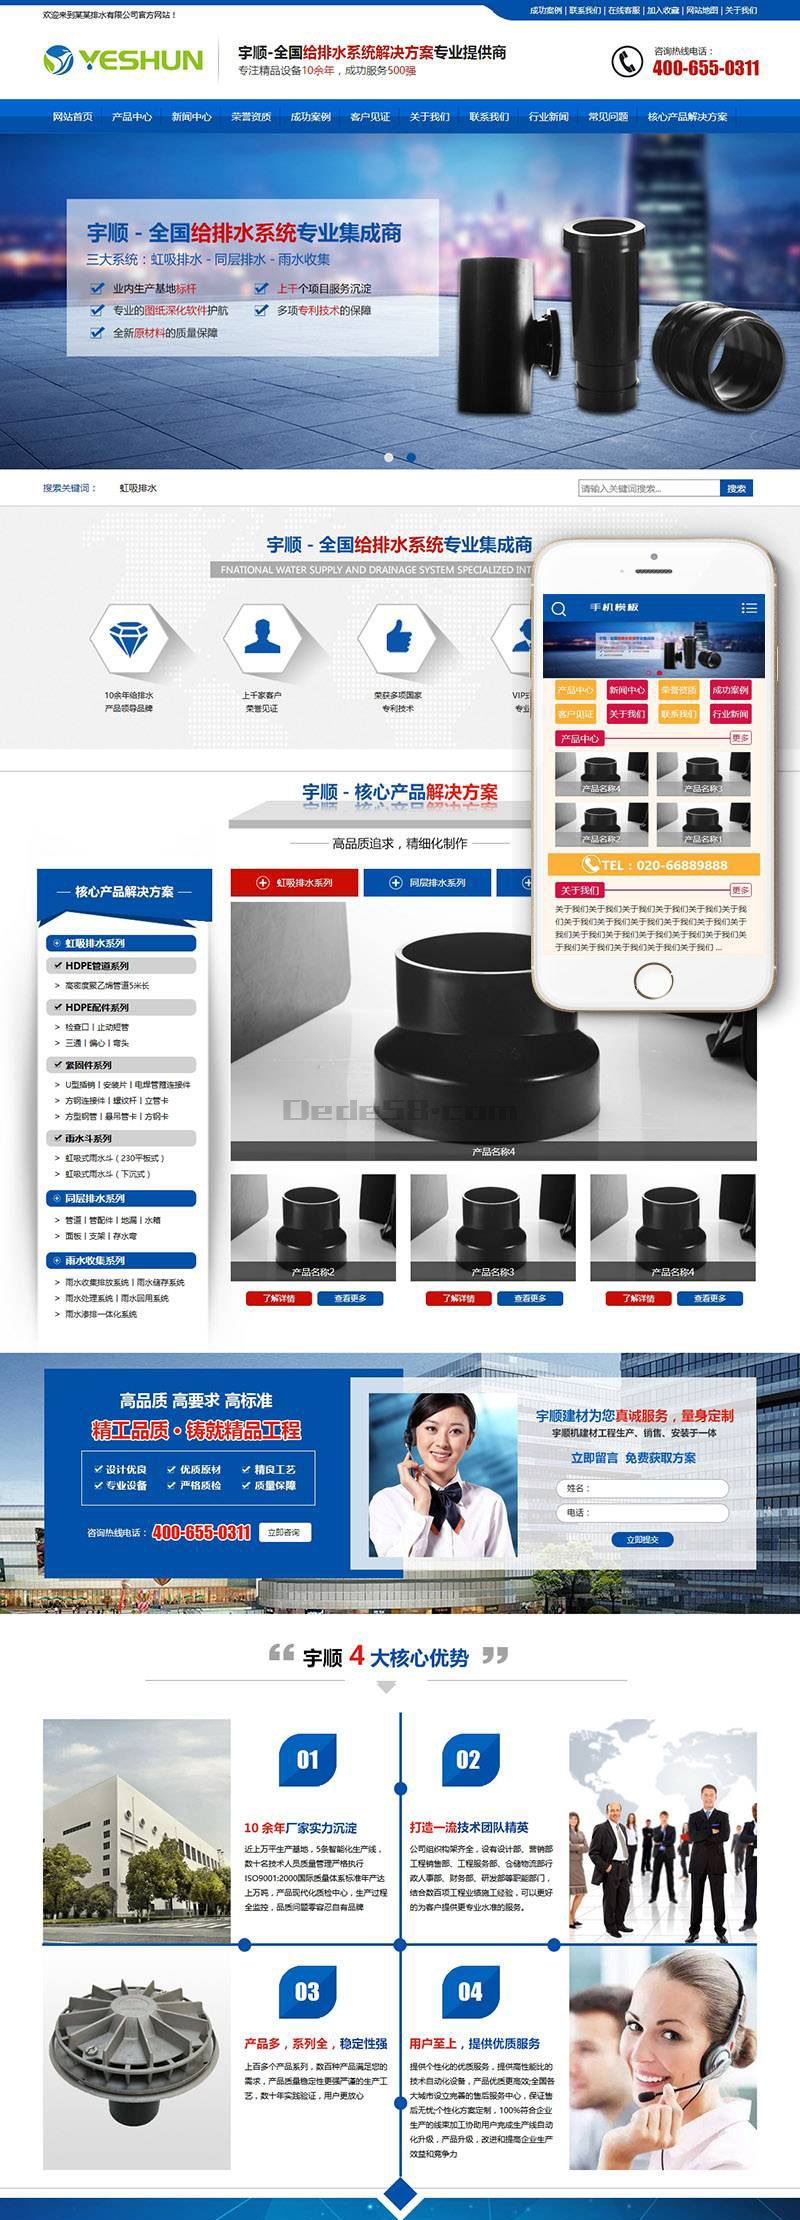 欢迎来到某某排水有限公司官方网站！
成功案例 | 联系我们 | 在线客服 | 加入收藏 | 网站地图 | 关于我们
YESHUN
宇顺-全国给排水系统解决方案专业提供商
专注精品设备10余年，成功服务500强
咨询热线电话：
400-655-0311
网站首页 产品中心 新闻中心 荣誉资质 成功案例 客户见证 关于我们 联系我们 行业新闻 常见问题 核心产品解决方案
宇顺 - 全国给排水系统专业集成商
三大系统：虹吸排水 - 同层排水 - 雨水收集
业内生产基地标杆 上千个项目服务沉淀
专业的图纸深化软件护航 多项专利技术的保障
全新原材料的质量保障
搜索关键词： 虹吸排水
请输入关键词搜索... 搜索
宇顺 - 全国给排水系统专业集成商
FNATIONAL WATER SUPPLY AND DRAINAGE SYSTEM SPECIALIZED INT
10余年给排水
产品领导品牌
上千家客户
荣誉见证
荣获多项国家
专利技术
VIP
专业
手机模板
宇顺 - 全国给排水系统专业集成商
产品中心 新闻中心 荣誉资质 成功案例
客户见证 关于我们 联系我们 行业新闻
产品中心 更多
产品名称4 产品名称3
产品名称2 产品名称1
TEL：020-66889888
关于我们 更多
关于我们关于我们关于我们关于我们关于我们关于我
们关于我们关于我们关于我们关于我们关于我们关于
我们关于我们关于我们关于我们关于我们关于我们关
于我们关于我们关于我们关于我们关于我们 ...
宇顺 - 核心产品解决方案
高品质追求，精细化制作
核心产品解决方案
虹吸排水系列
HDPE管道系列
> 高密度聚乙烯管道5米长
HDPE配件系列
> 检查口丨止动短管
> 三通丨偏心丨弯头
紧固件系列
> U型插销丨安装片丨电焊管箍连接件
> 方钢连接件丨螺纹杆丨立管卡
> 方型钢管丨悬吊管卡丨方钢卡
雨水斗系列
> 虹吸式雨水斗（230平板式）
> 虹吸式雨水斗（下沉式）
同层排水系列
> 管道丨管配件丨地漏丨水箱
> 面板丨支架丨存水弯
雨水收集系列
> 雨水收集排放系统丨雨水储存系统
> 雨水处理系统丨雨水回用系统
> 雨水渗排一体化系统
虹吸排水系列 同层排水系列
Dede58.com
产品名称4
产品名称2 产品名称3 产品名称4
了解详情 查看更多 了解详情 查看更多 了解详情 查看更多
高品质 高要求 高标准
精工品质·铸就精品工程
设计优良 优质原材 精良工艺
专业设备 严格质检 质量保障
咨询热线电话： 400-655-0311 立即咨询
宇顺建材为您真诚服务，量身定制
宇顺机建材工程生产、销售、安装于一体
立即留言 免费获取方案
姓名：
电话：
立即提交
宇顺 4 大核心优势
01
10 余年厂家实力沉淀
近上万平生产基地，5条智能化生产线，
数十名技术人员质量管理严格执行
ISO9001:2000国际质量体系标准年产达
上万吨，产品现代化质检中心，生产过程
全监控，品质问题零容忍自有品牌
02
打造一流技术团队精英
公司组织构架齐全，设有设计部、营销部
工程销售部、工程服务部、仓储物流部行
政人事部、财务部、研发部等职能部门，
结合数百项工程业绩施工经验，可以更好
的为客户提供更专业水准的服务。
03
产品多，系列全，稳定性强
上百多个产品系列，数百种产品满足您的
需求，产品质量稳定性更强严谨的生产工
艺，数十年实践验证，用户更放心
04
用户至上，提供优质服务
提供个性化的优质服务，提供高性能比的
技术自动化设备，产品优质更高效;全国各
大城市设立完善的售后服务中心，保证售
后无忧;个性化方案定制，100%符合企业
生产的线束加工协助用户完成生产线自动
化升级，产品升级，改进和提高企业生产
效益和竞争力